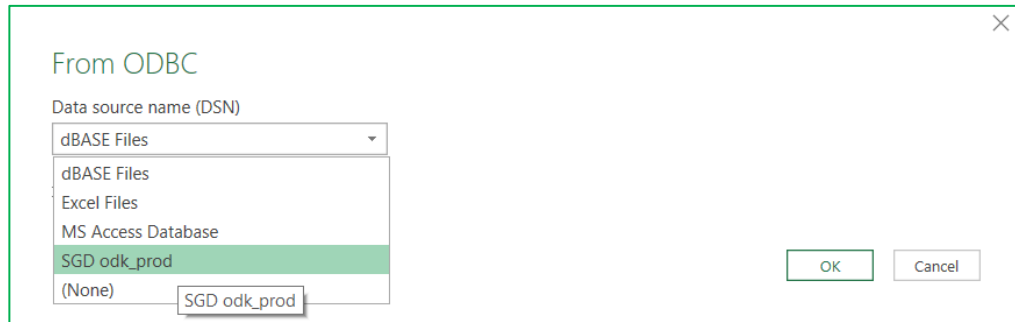 From ODBC
Data source name (DSN)
dBASE Files
dBASE Files
Excel Files
MS Access Database
SGD odk_prod
(None)
SGD odk_prod
OK
Cancel